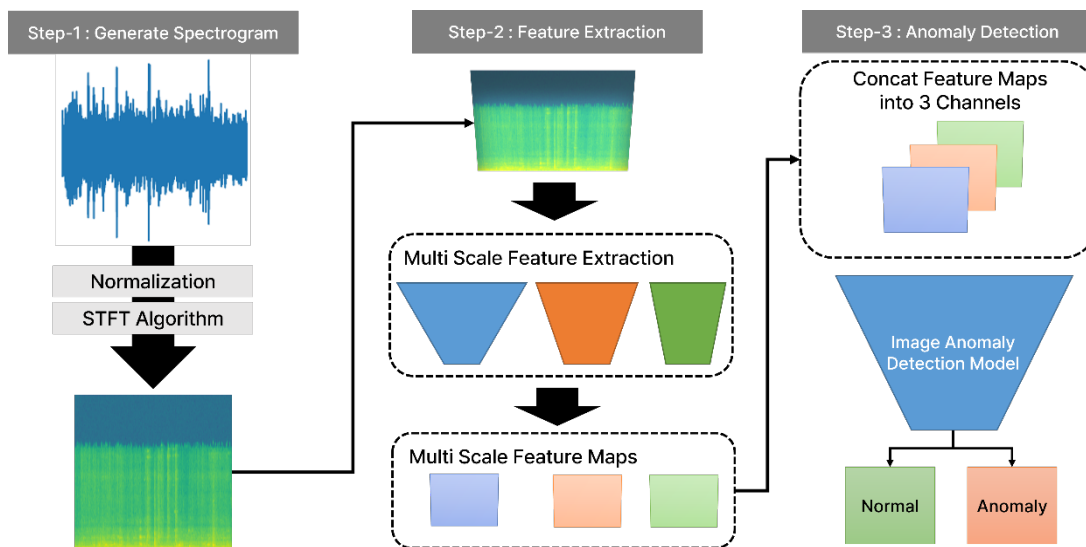 Step-1 : Generate Spectrogram
Normalization
STFT Algorithm
Step-2 : Feature Extraction
Multi Scale Feature Extraction
Multi Scale Feature Maps
Step-3 : Anomaly Detection
Concat Feature Maps
into 3 Channels
Image Anomaly
Detection Model
Normal
Anomaly